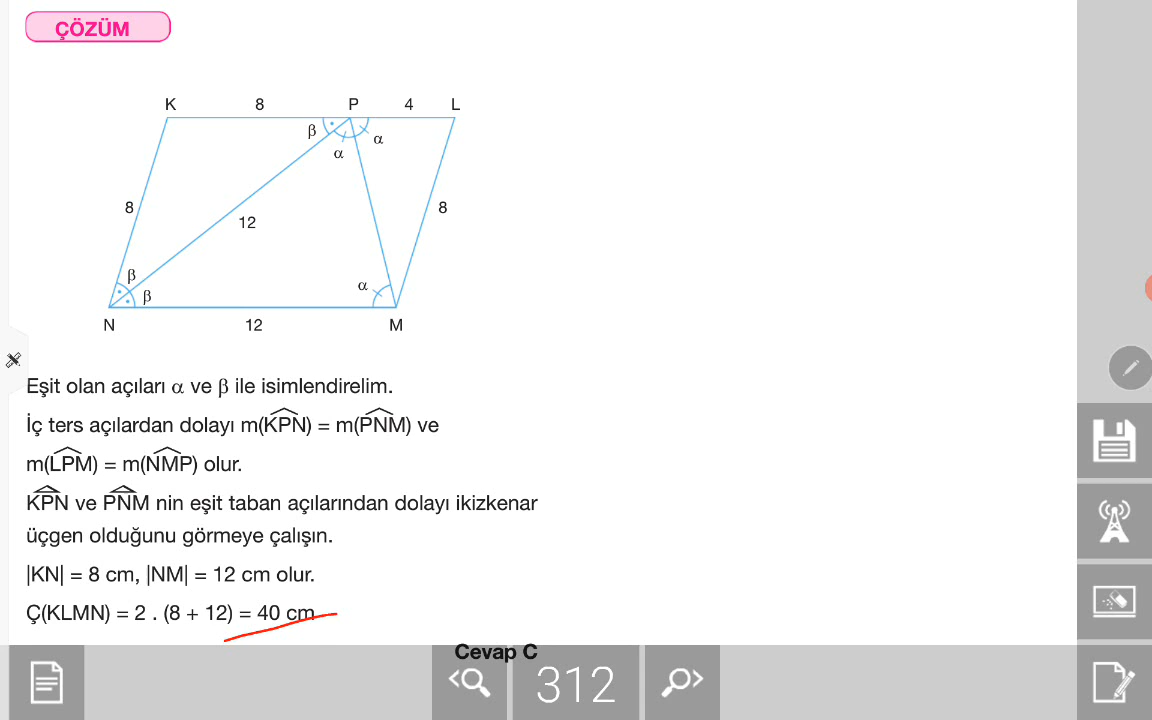 ÇÖZÜM
K 8 P 4 L
β α α
8 12 8
β β α
N 12 M
Eşit olan açıları α ve β ile isimlendirelim.
İç ters açılardan dolayı m(KPN) = m(PNM) ve
m(LPM) = m(NMP) olur.
KPN ve PNM nin eşit taban açılarından dolayı ikizkenar
üçgen olduğunu görmeye çalışın.
|KN| = 8 cm, |NM| = 12 cm olur.
Ç(KLMN) = 2 . (8 + 12) = 40 cm
Cevap C
312